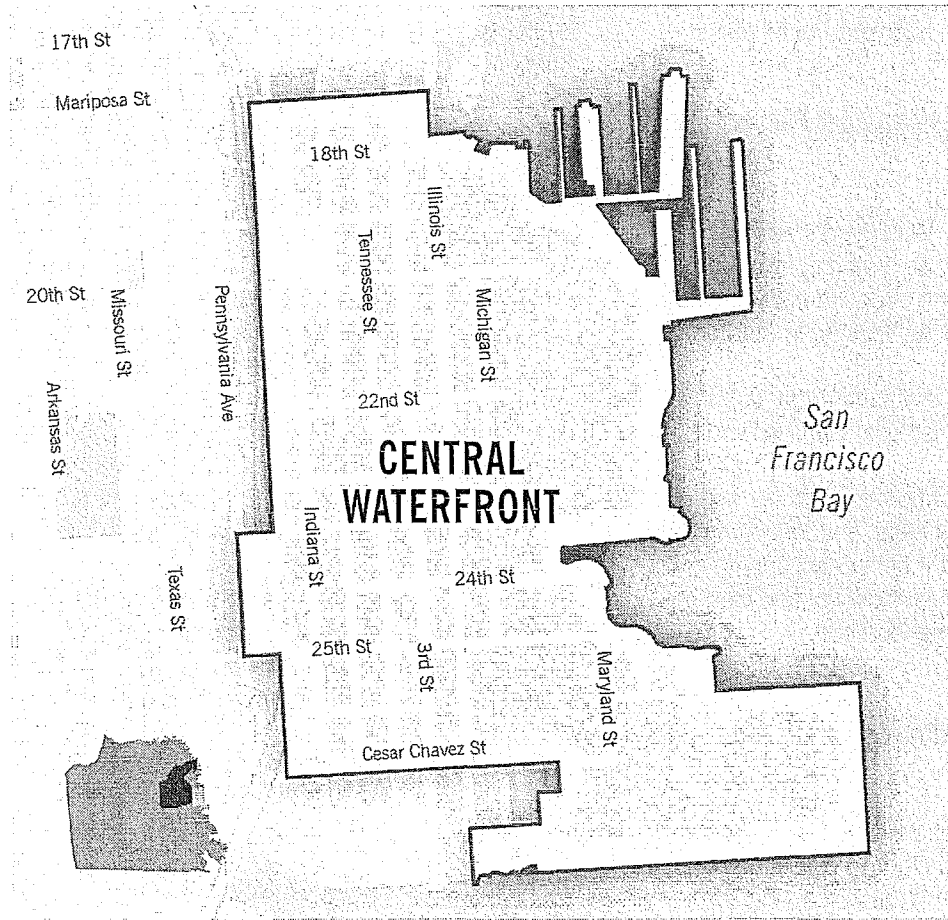 17th St
Mariposa St
18th St
Illinois St
Tennessee St
20th St
Missouri St
Pennsylvania Ave
Michigan St
Arkansas St
22nd St
San
Francisco
Bay
CENTRAL
WATERFRONT
Indiana St
Texas St
24th St
25th St
3rd St
Maryland St
Cesar Chavez St